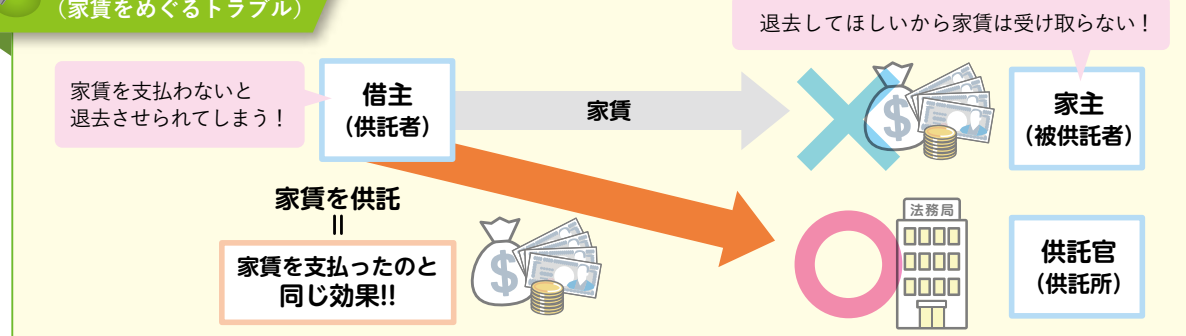 （家賃をめぐるトラブル）
退去してほしいから家賃は受け取らない！
家賃を支払わないと
退去させられてしまう！
借主
（供託者）
家賃
$
家主
（被供託者）
家賃を供託
=
家賃を支払ったのと
同じ効果!!
$
法務局
供託官
（供託所）